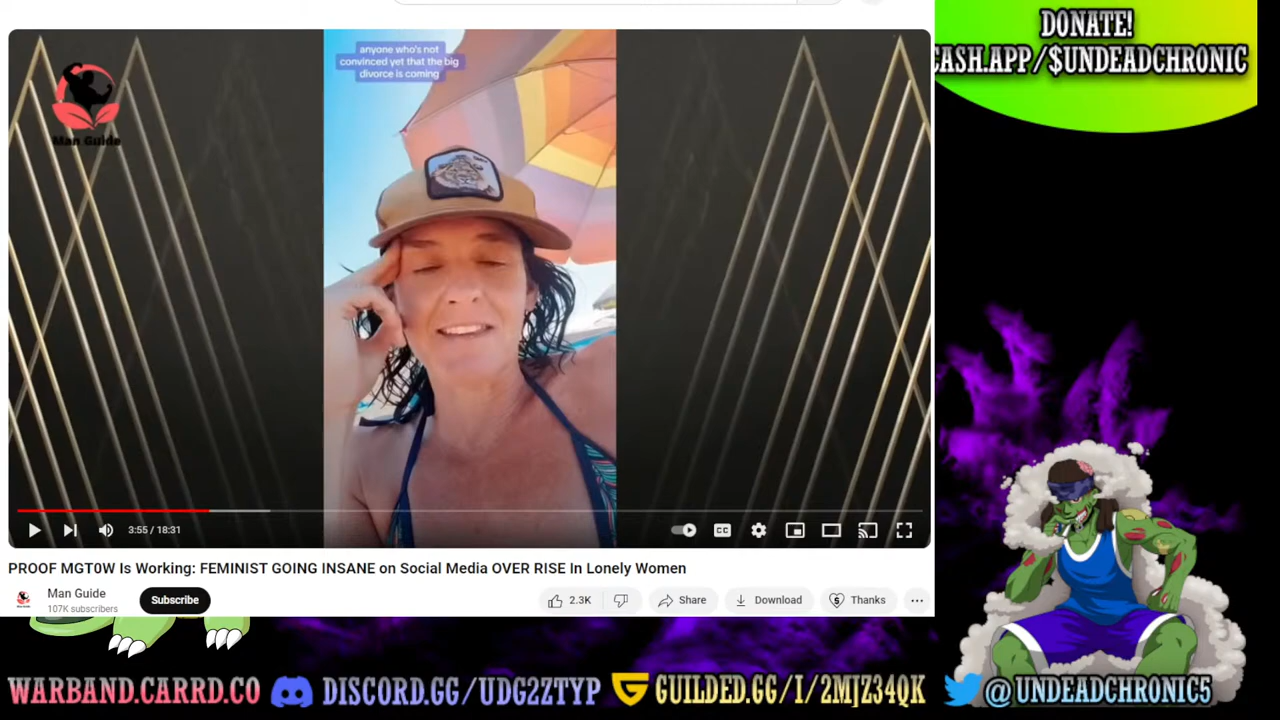 DONATE!
CASH.APP/$UNDEADCHRONIC
anyone who's not
convinced yet that the big
divorce is coming
Man Guide
3:55 / 18:31
CC
PROOF MGT0W Is Working: FEMINIST GOING INSANE on Social Media OVER RISE In Lonely Women
Man Guide
107K subscribers
Subscribe
2.3K
Share
Download
Thanks
WARBAND.CARRD.CO
DISCORD.GG/UDG2ZTYP
GUILDED.GG/I/2MJZ34QK
@UNDEADCHRONIC5